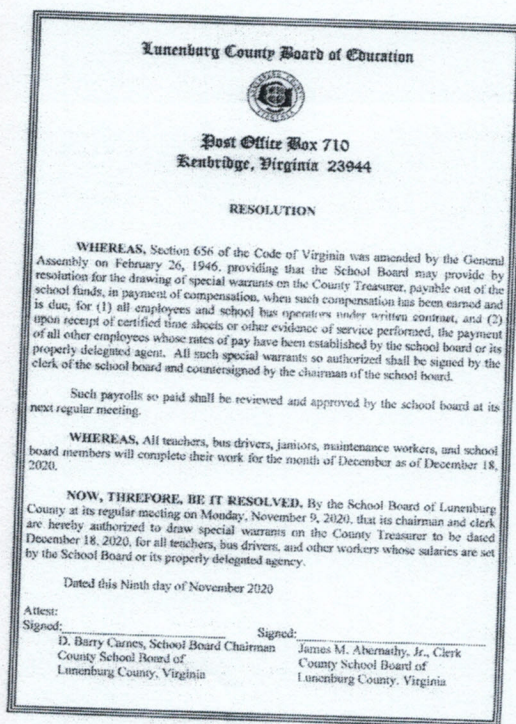 Lunenburg County Board of Education
LUNENBURG COUNTY
VIRGINIA
Post Office Box 710
Kenbridge, Virginia 23944
RESOLUTION
WHEREAS, Section 656 of the Code of Virginia was amended by the General
Assembly on February 26, 1946, providing that the School Board may provide by
resolution for the drawing of special warrants on the County Treasurer, payable out of the
school funds, in payment of compensation, when such compensation has been earned and
is due, for (1) all employees and school bus operators under written contract, and (2)
upon receipt of certified time sheets or other evidence of service performed, the payment
of all other employees whose rates of pay have been established by the school board or its
properly delegated agent. All such special warrants so authorized shall be signed by the
clerk of the school board and countersigned by the chairman of the school board.
Such payrolls so paid shall be reviewed and approved by the school board at its
next regular meeting.
WHEREAS, All teachers, bus drivers, janitors, maintenance workers, and school
board members will complete their work for the month of December as of December 18,
2020.
NOW, THREFORE, BE IT RESOLVED, By the School Board of Lunenburg
County at its regular meeting on Monday, November 9, 2020, that its chairman and clerk
are hereby authorized to draw special warrants on the County Treasurer to be dated
December 18, 2020, for all teachers, bus drivers, and other workers whose salaries are set
by the School Board or its properly delegated agency.
Dated this Ninth day of November 2020
Attest:
Signed: Signed:
D. Barry Carnes, School Board Chairman James M. Abernathy, Jr., Clerk
County School Board of County School Board of
Lunenburg County, Virginia Lunenburg County, Virginia